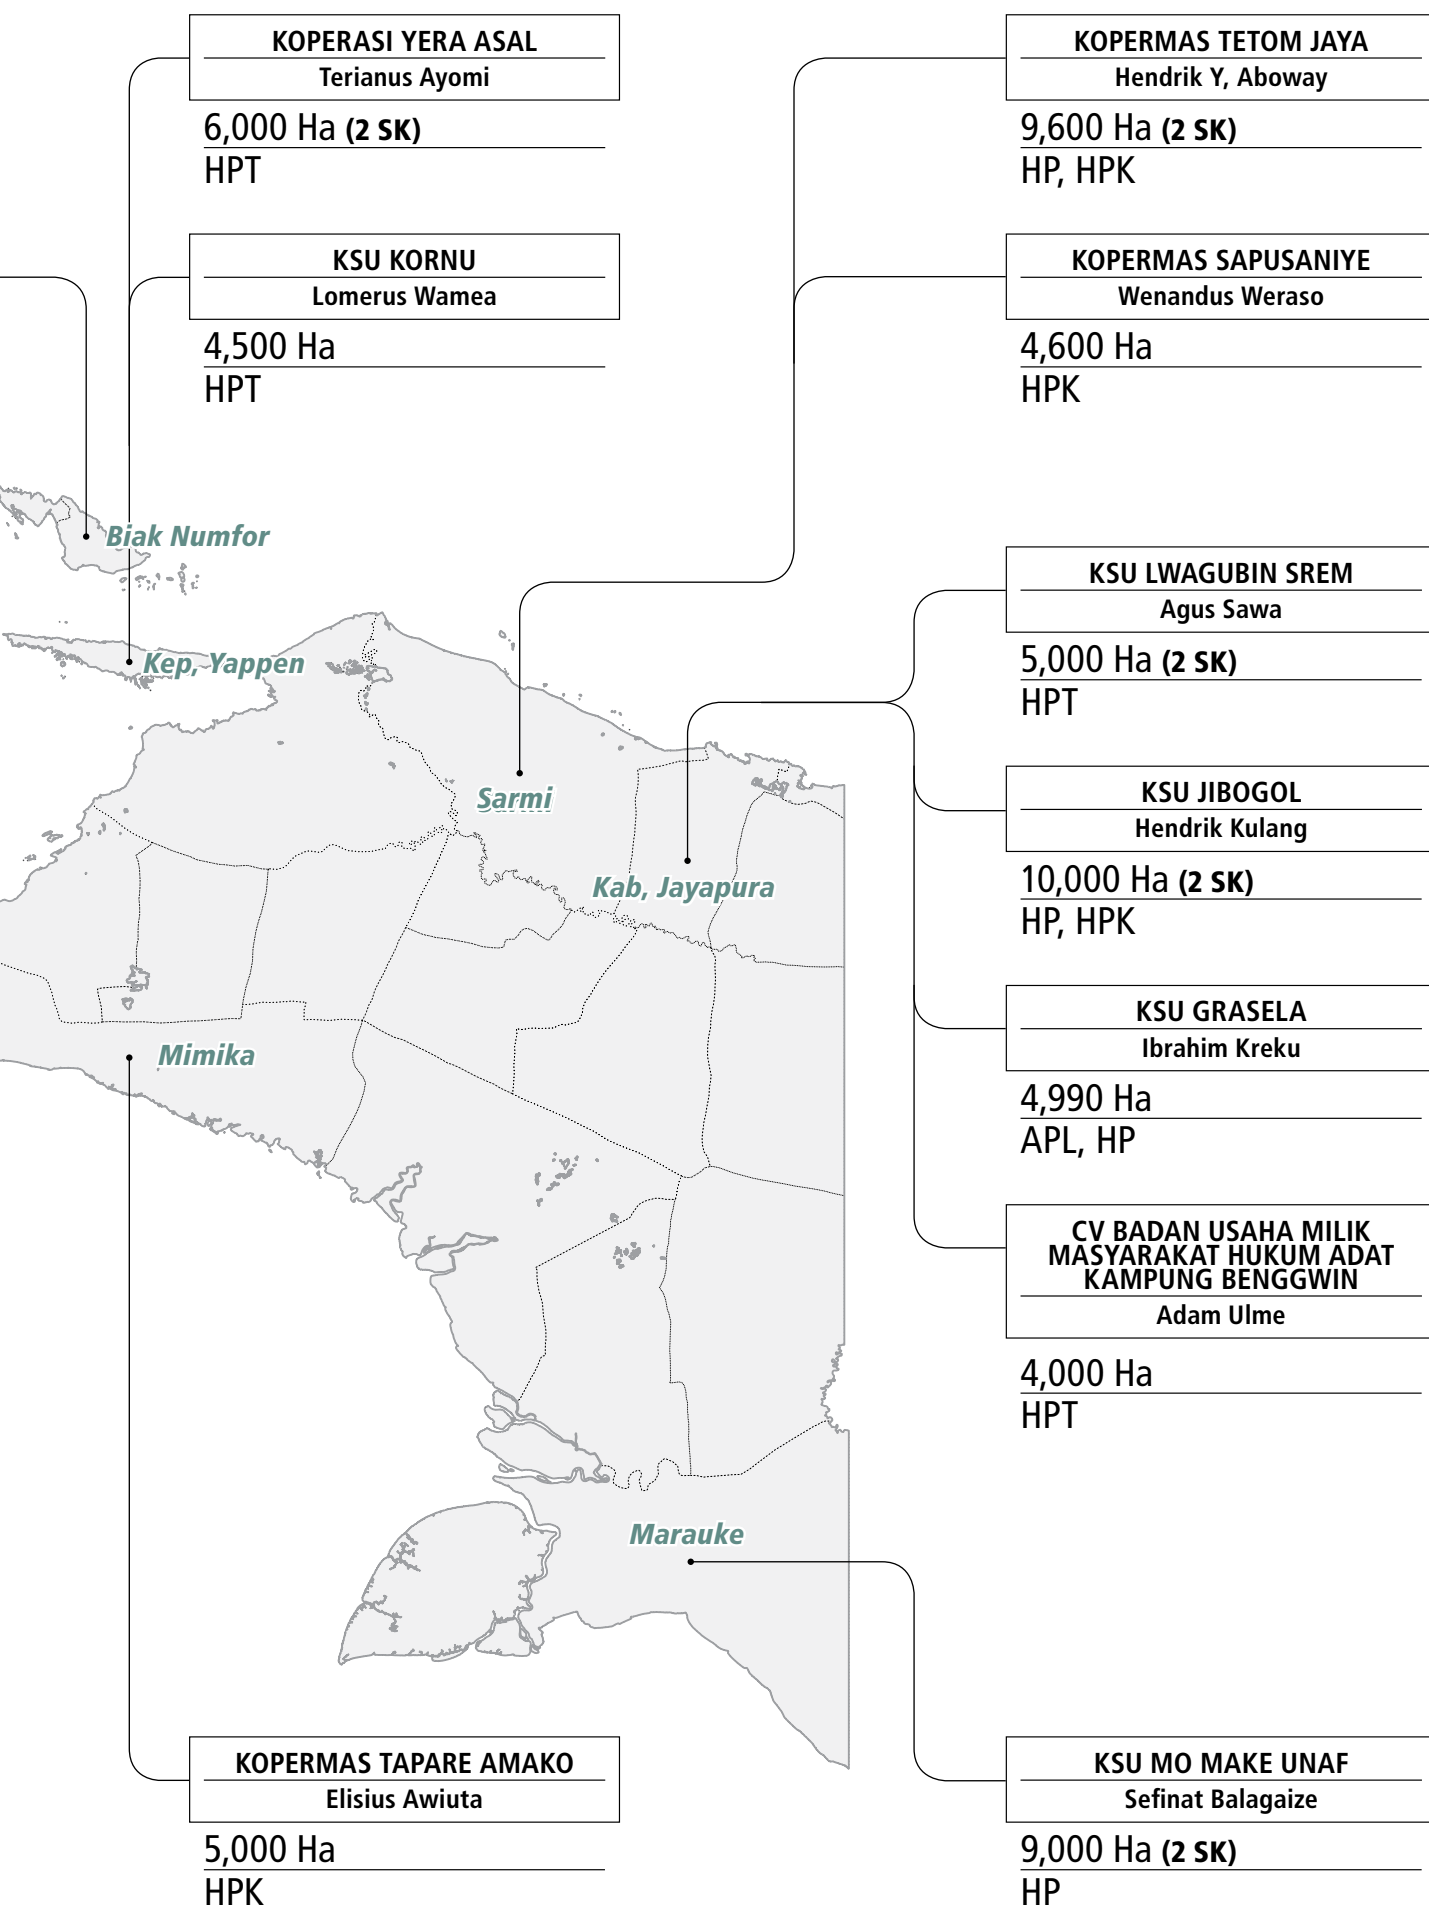 KOPERASI YERA ASAL
Terianus Ayomi
6,000 Ha (2 SK)
HPT
KSU KORNU
Lomerus Wamea
4,500 Ha
HPT
KOPERMAS TETOM JAYA
Hendrik Y, Aboway
9,600 Ha (2 SK)
HP, HPK
KOPERMAS SAPUSANIYE
Wenandus Weraso
4,600 Ha
HPK
Biak Numfor
Kep, Yappen
Sarmi
Kab, Jayapura
Mimika
Marauke
KSU LWAGUBIN SREM
Agus Sawa
5,000 Ha (2 SK)
HPT
KSU JIBOGOL
Hendrik Kulang
10,000 Ha (2 SK)
HP, HPK
KSU GRASELA
Ibrahim Kreku
4,990 Ha
APL, HP
CV BADAN USAHA MILIK
MASYARAKAT HUKUM ADAT
KAMPUNG BENGGWIN
Adam Ulme
4,000 Ha
HPT
KOPERMAS TAPARE AMAKO
Elisius Awiuta
5,000 Ha
HPK
KSU MO MAKE UNAF
Sefinat Balagaize
9,000 Ha (2 SK)
HP